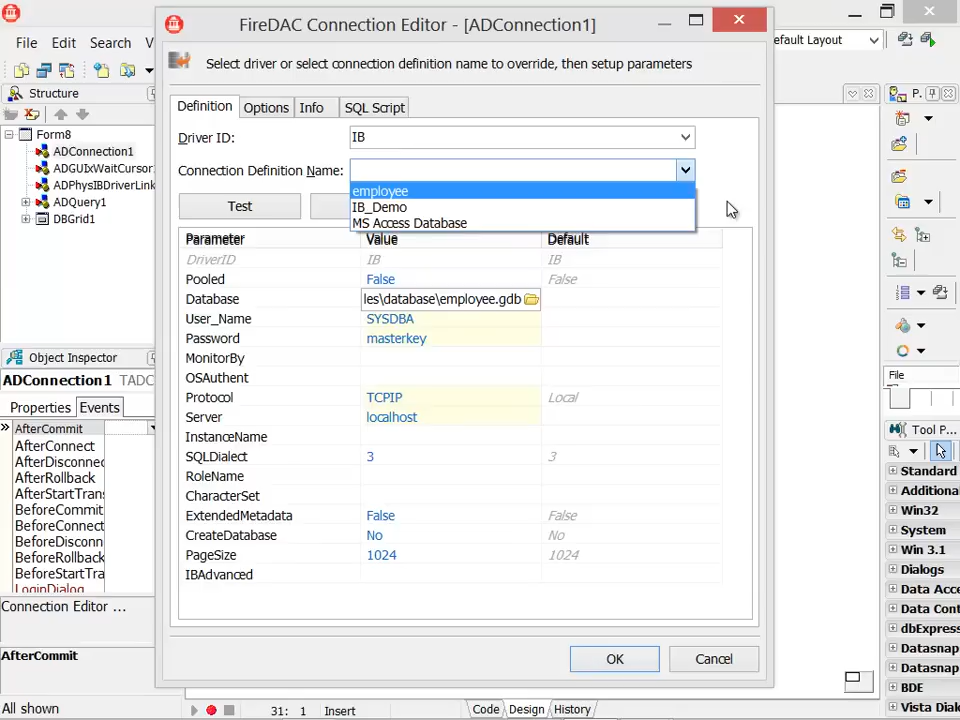 FireDAC Connection Editor - [ADConnection1]
File Edit Search
efault Layout
Select driver or select connection definition name to override, then setup parameters
Structure
Form8
ADConnection1
ADGUIxWaitCursor
ADPhysIBDriverLink
ADQuery1
DBGrid1
Definition Options Info SQL Script
Driver ID: IB
Connection Definition Name:
employee
IB_Demo
MS Access Database
Test
Parameter Value Default
DriverID IB IB
Pooled False False
Database les\database\employee.gdb
User_Name SYSDBA
Password masterkey
MonitorBy
OSAuthent
Protocol TCPIP Local
Server localhost
InstanceName
SQLDialect 3 3
RoleName
CharacterSet
ExtendedMetadata False False
CreateDatabase No No
PageSize 1024 1024
IBAdvanced
OK Cancel
Object Inspector
ADConnection1 TADC
Properties Events
» AfterCommit
AfterConnect
AfterDisconnec
AfterRollback
AfterStartTrans
BeforeCommit
BeforeConnect
BeforeDisconn
BeforeRollback
BeforeStartTra
LoginDialog
Connection Editor ...
AfterCommit
All shown
31: 1 Insert
Code Design History
P.
File
Tool P...
Standard
Additiona
Win32
System
Win 3.1
Dialogs
Data Acce
Data Cont
dbExpress
Datasnap
Datasnap
BDE
Vista Dial